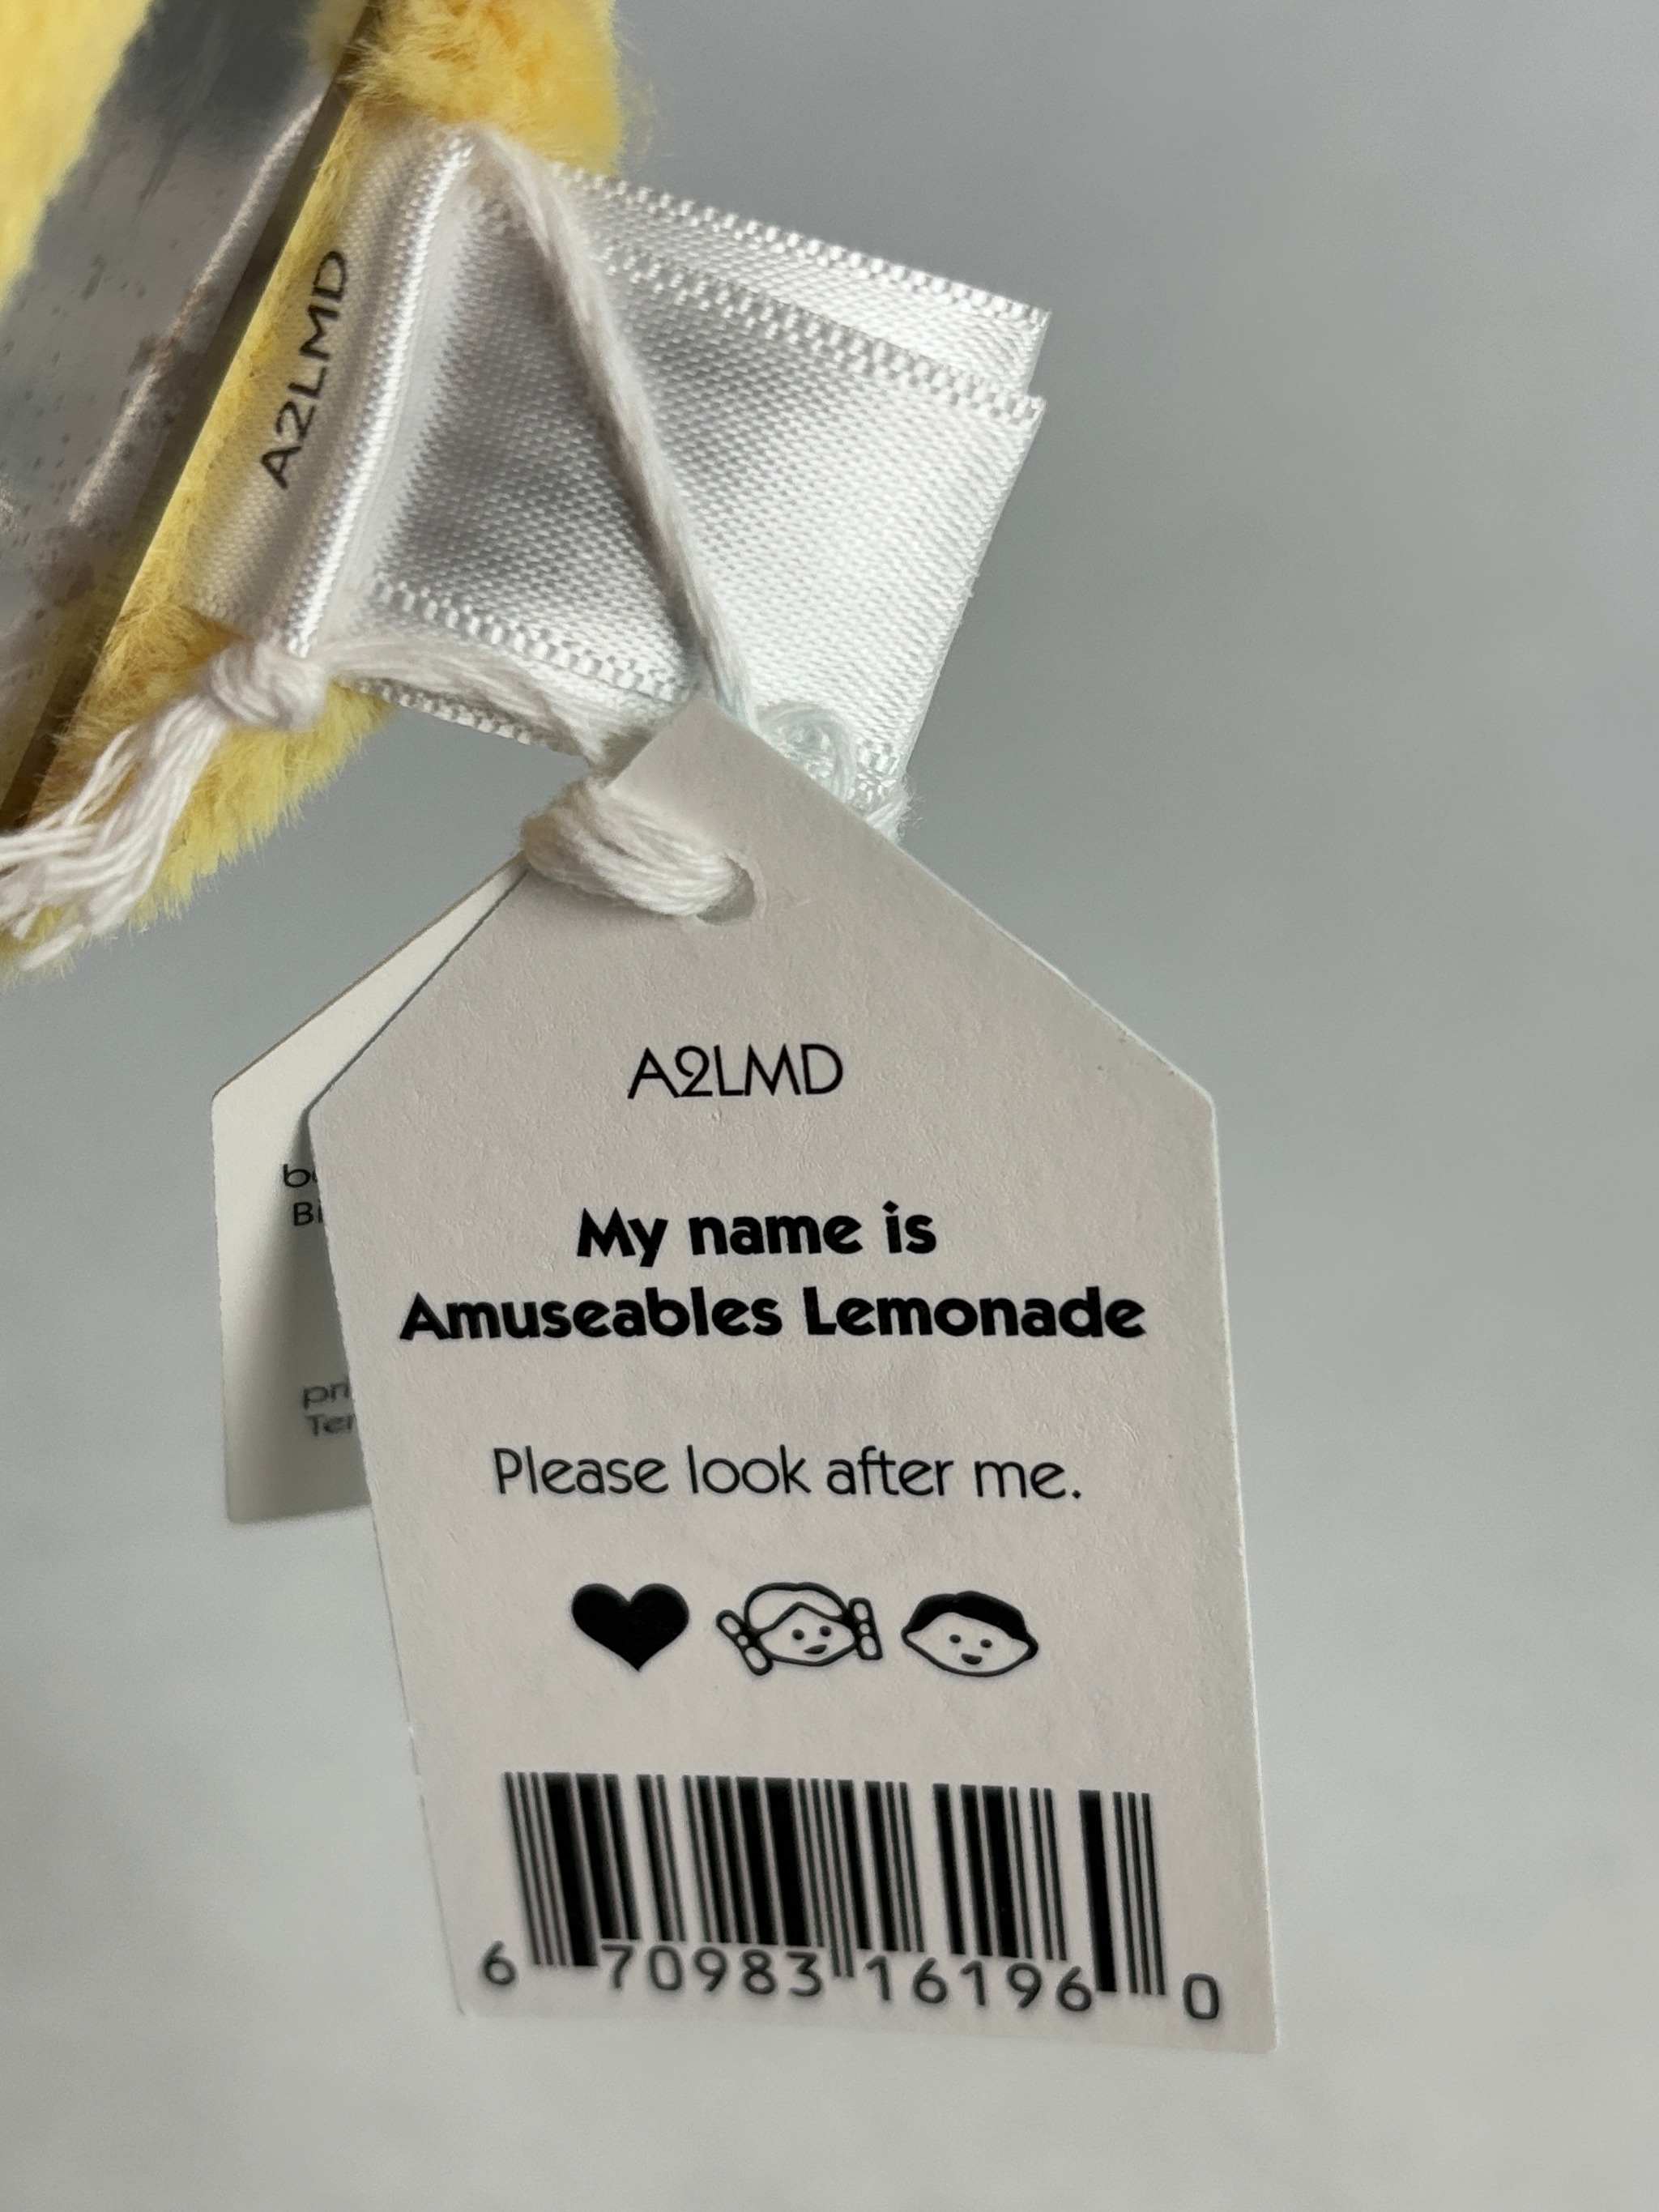 A2LMD
A2LMD
My name is
Amuseables Lemonade
Please look after me.
6 70983 16196 0